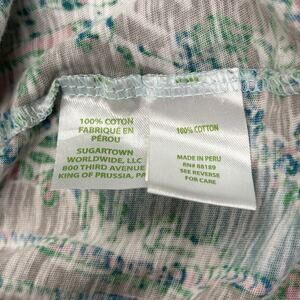 100% COTON
FABRIQUÉ EN
PÉROU
SUGARTOWN
WORLDWIDE, LLC
800 THIRD AVENUE
KING OF PRUSSIA, PA
100% COTTON
MADE IN PERU
RN# 88189
SEE REVERSE
FOR CARE